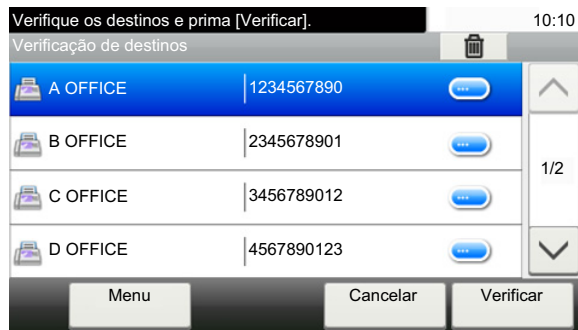 Verifique os destinos e prima [Verificar]. 10:10
Verificação de destinos
A OFFICE 1234567890
B OFFICE 2345678901
1/2
C OFFICE 3456789012
D OFFICE 4567890123
Menu Cancelar Verificar